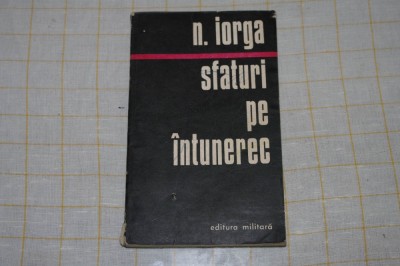 n. iorga
sfaturi
pe
întunerec
editura militară